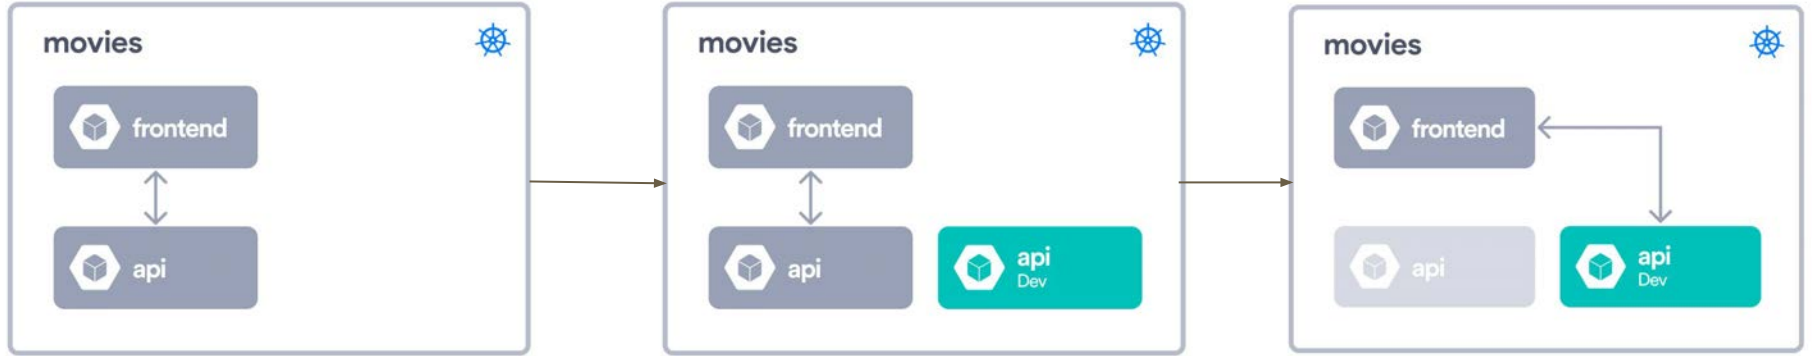 movies
frontend
api
movies
frontend
api
api
Dev
movies
frontend
api
api
Dev